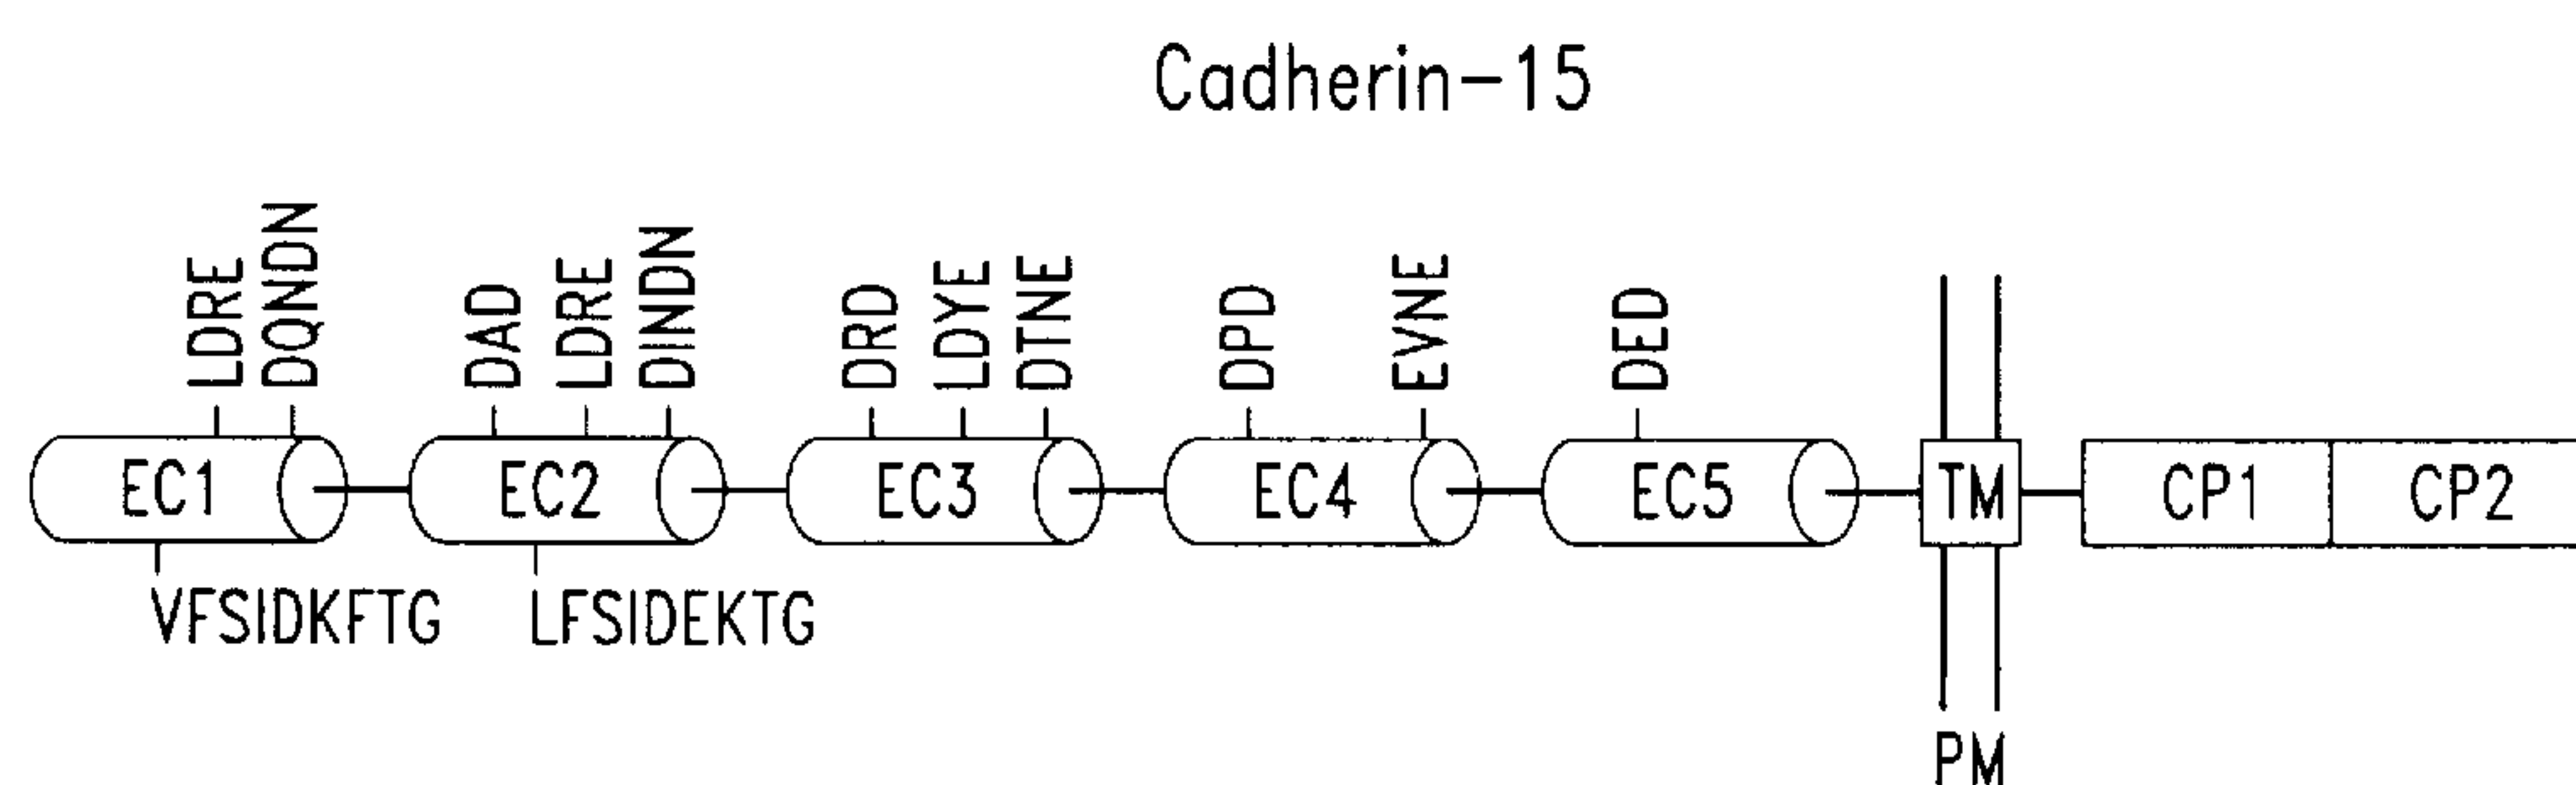 Cadherin-15
LDRE
DQNDN
DAD
LDRE
DINDN
DRD
LDYE
DTNE
DPD
EVNE
DED
EC1
EC2
EC3
EC4
EC5
TM
CP1
CP2
VFSIDKFTG
LFSIDEKTG
PM